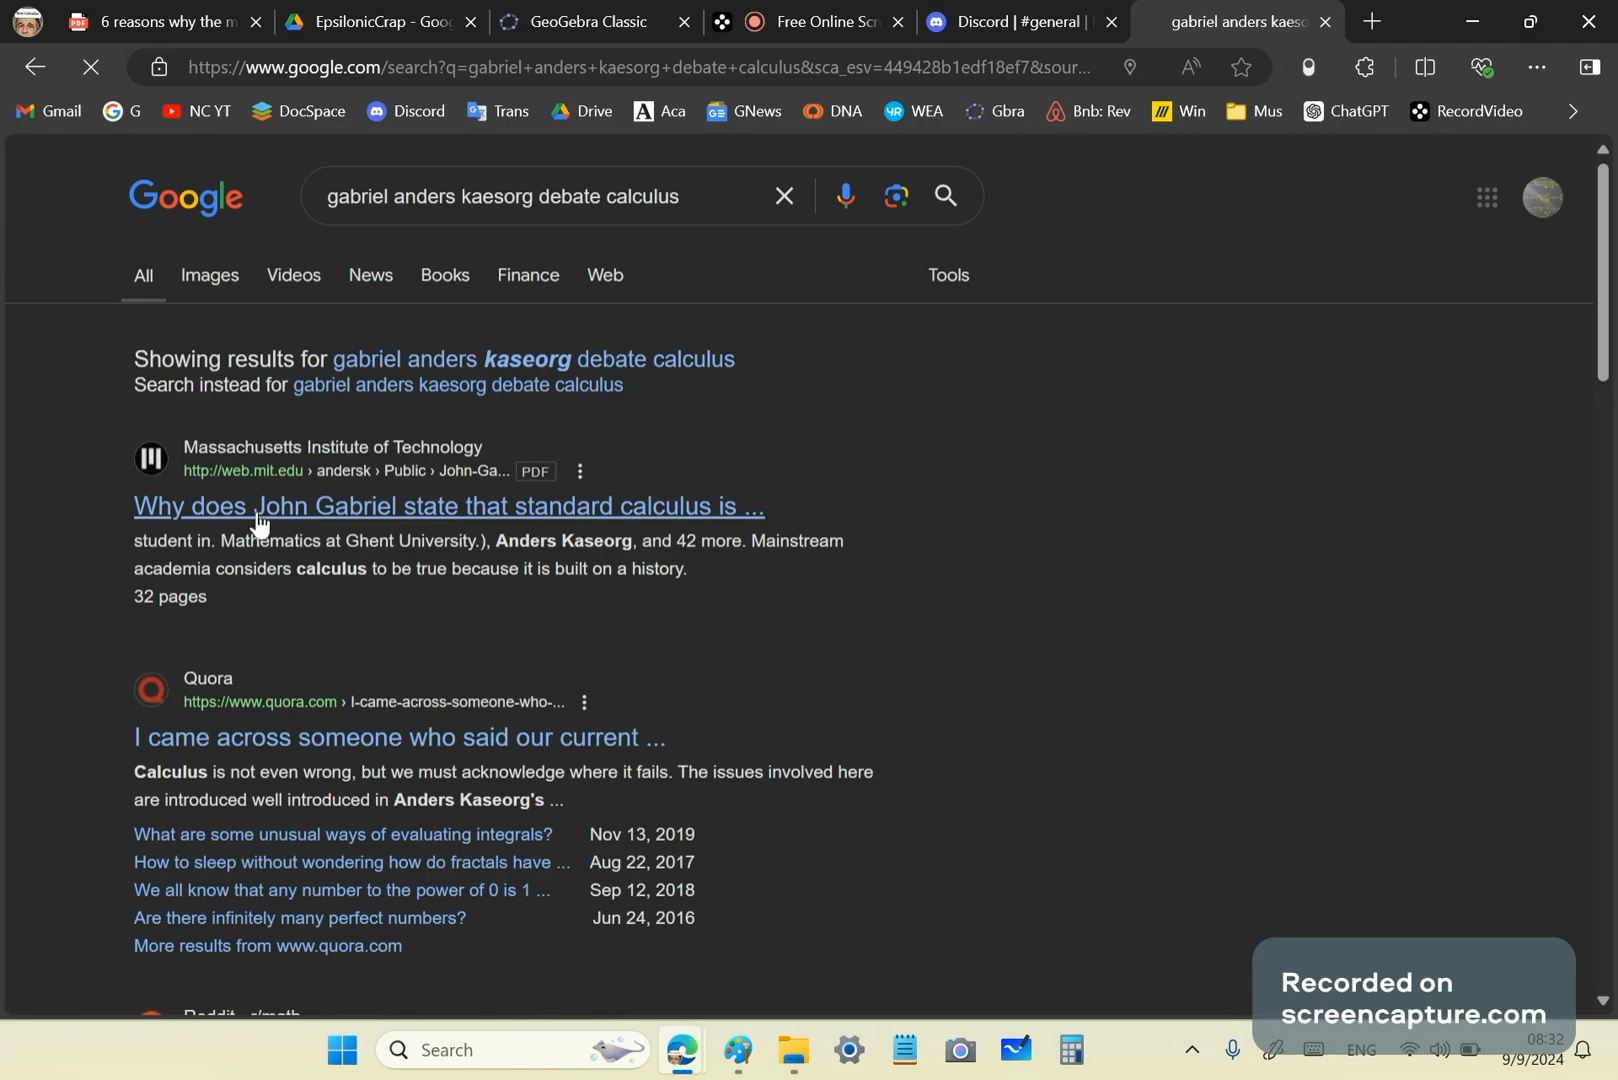 6 reasons why the m
EpsilonicCrap - Goog
GeoGebra Classic
Free Online Scr
Discord | #general |
gabriel anders kaeso
https://www.google.com/search?q=gabriel+anders+kaesorg+debate+calculus&sca_esv=449428b1edf18ef7&sour...
Gmail
G
NC YT
DocSpace
Discord
Trans
Drive
Aca
GNews
DNA
WEA
Gbra
Bnb: Rev
Win
Mus
ChatGPT
RecordVideo
Google
gabriel anders kaesorg debate calculus
All
Images
Videos
News
Books
Finance
Web
Tools
Showing results for gabriel anders kaseorg debate calculus
Search instead for gabriel anders kaesorg debate calculus
Massachusetts Institute of Technology
http://web.mit.edu › andersk › Public › John-Ga... PDF
Why does John Gabriel state that standard calculus is ...
student in. Mathematics at Ghent University.), Anders Kaseorg, and 42 more. Mainstream
academia considers calculus to be true because it is built on a history.
32 pages
Quora
https://www.quora.com › I-came-across-someone-who-...
I came across someone who said our current ...
Calculus is not even wrong, but we must acknowledge where it fails. The issues involved here
are introduced well introduced in Anders Kaseorg's ...
What are some unusual ways of evaluating integrals? Nov 13, 2019
How to sleep without wondering how do fractals have ... Aug 22, 2017
We all know that any number to the power of 0 is 1 ... Sep 12, 2018
Are there infinitely many perfect numbers? Jun 24, 2016
More results from www.quora.com
Reddit · r/math
Recorded on
screencapture.com
Search
ENG
08:32
9/9/2024